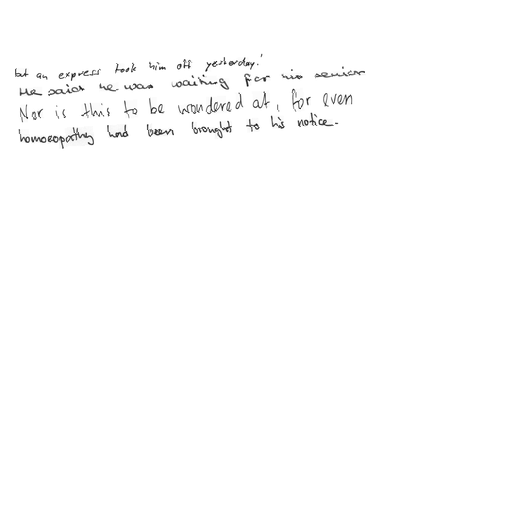 but an express took him off yesterday!'
He said he was waiting for his senior
Nor is this to be wondered at, for even
homoeopathy had been brought to his notice.